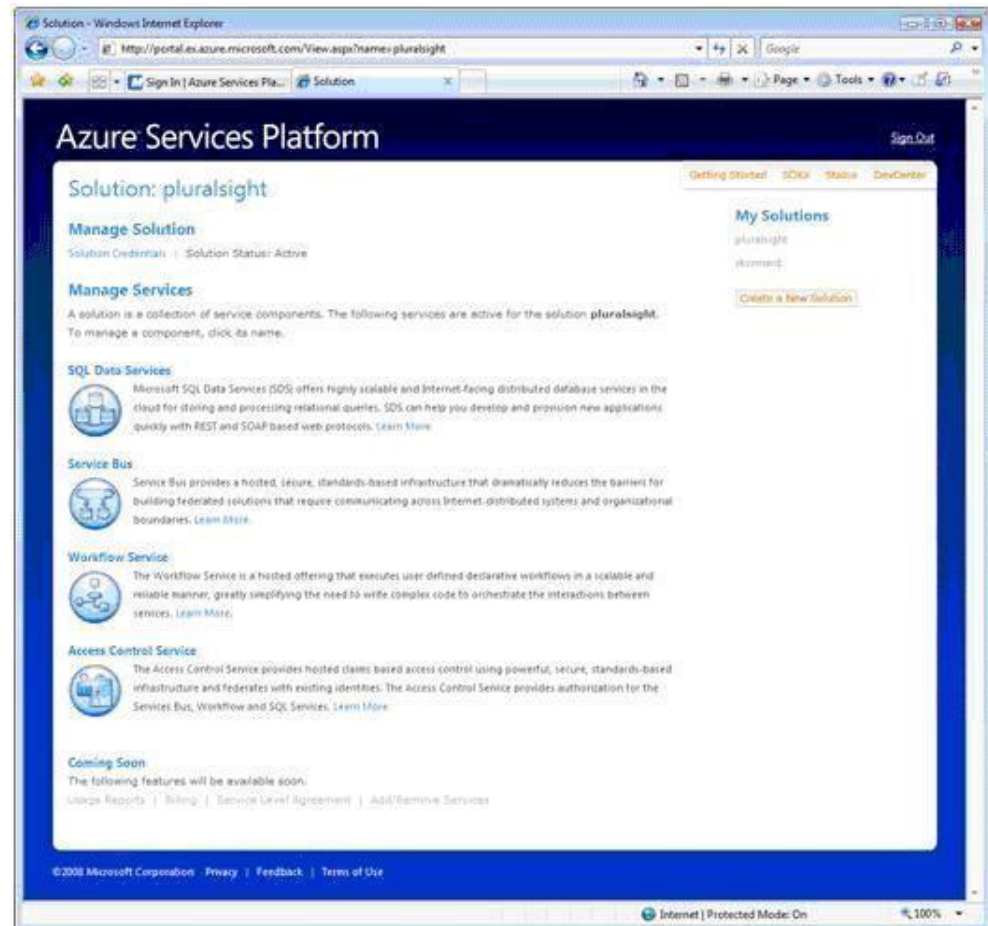 Solution - Windows Internet Explorer
http://portal.ex.azure.microsoft.com/View.aspx?name=pluralsight
Google
Sign In | Azure Services Pla...
Solution
Page
Tools
Azure Services Platform
Sign Out
Getting Started SDKs Status DevCenter
Solution: pluralsight
My Solutions
pluralsight
skonnard
Create a New Solution
Manage Solution
Solution Credentials | Solution Status: Active
Manage Services
A solution is a collection of service components. The following services are active for the solution pluralsight.
To manage a component, click its name.
SQL Data Services
Microsoft SQL Data Services (SDS) offers highly scalable and Internet-facing distributed database services in the
cloud for storing and processing relational queries. SDS can help you develop and provision new applications
quickly with REST and SOAP based web protocols. Learn More
Service Bus
Service Bus provides a hosted, secure, standards-based infrastructure that dramatically reduces the barriers for
building federated solutions that require communicating across Internet-distributed systems and organizational
boundaries. Learn More.
Workflow Service
The Workflow Service is a hosted offering that executes user defined declarative workflows in a scalable and
reliable manner, greatly simplifying the need to write complex code to orchestrate the interactions between
services. Learn More.
Access Control Service
The Access Control Service provides hosted claims based access control using powerful, secure, standards-based
infrastructure and federates with existing identities. The Access Control Service provides authorization for the
Services Bus, Workflow and SQL Services. Learn More
Coming Soon
The following features will be available soon.
Usage Reports | Billing | Service Level Agreement | Add/Remove Services
©2008 Microsoft Corporation Privacy | Feedback | Terms of Use
Internet | Protected Mode: On
100%